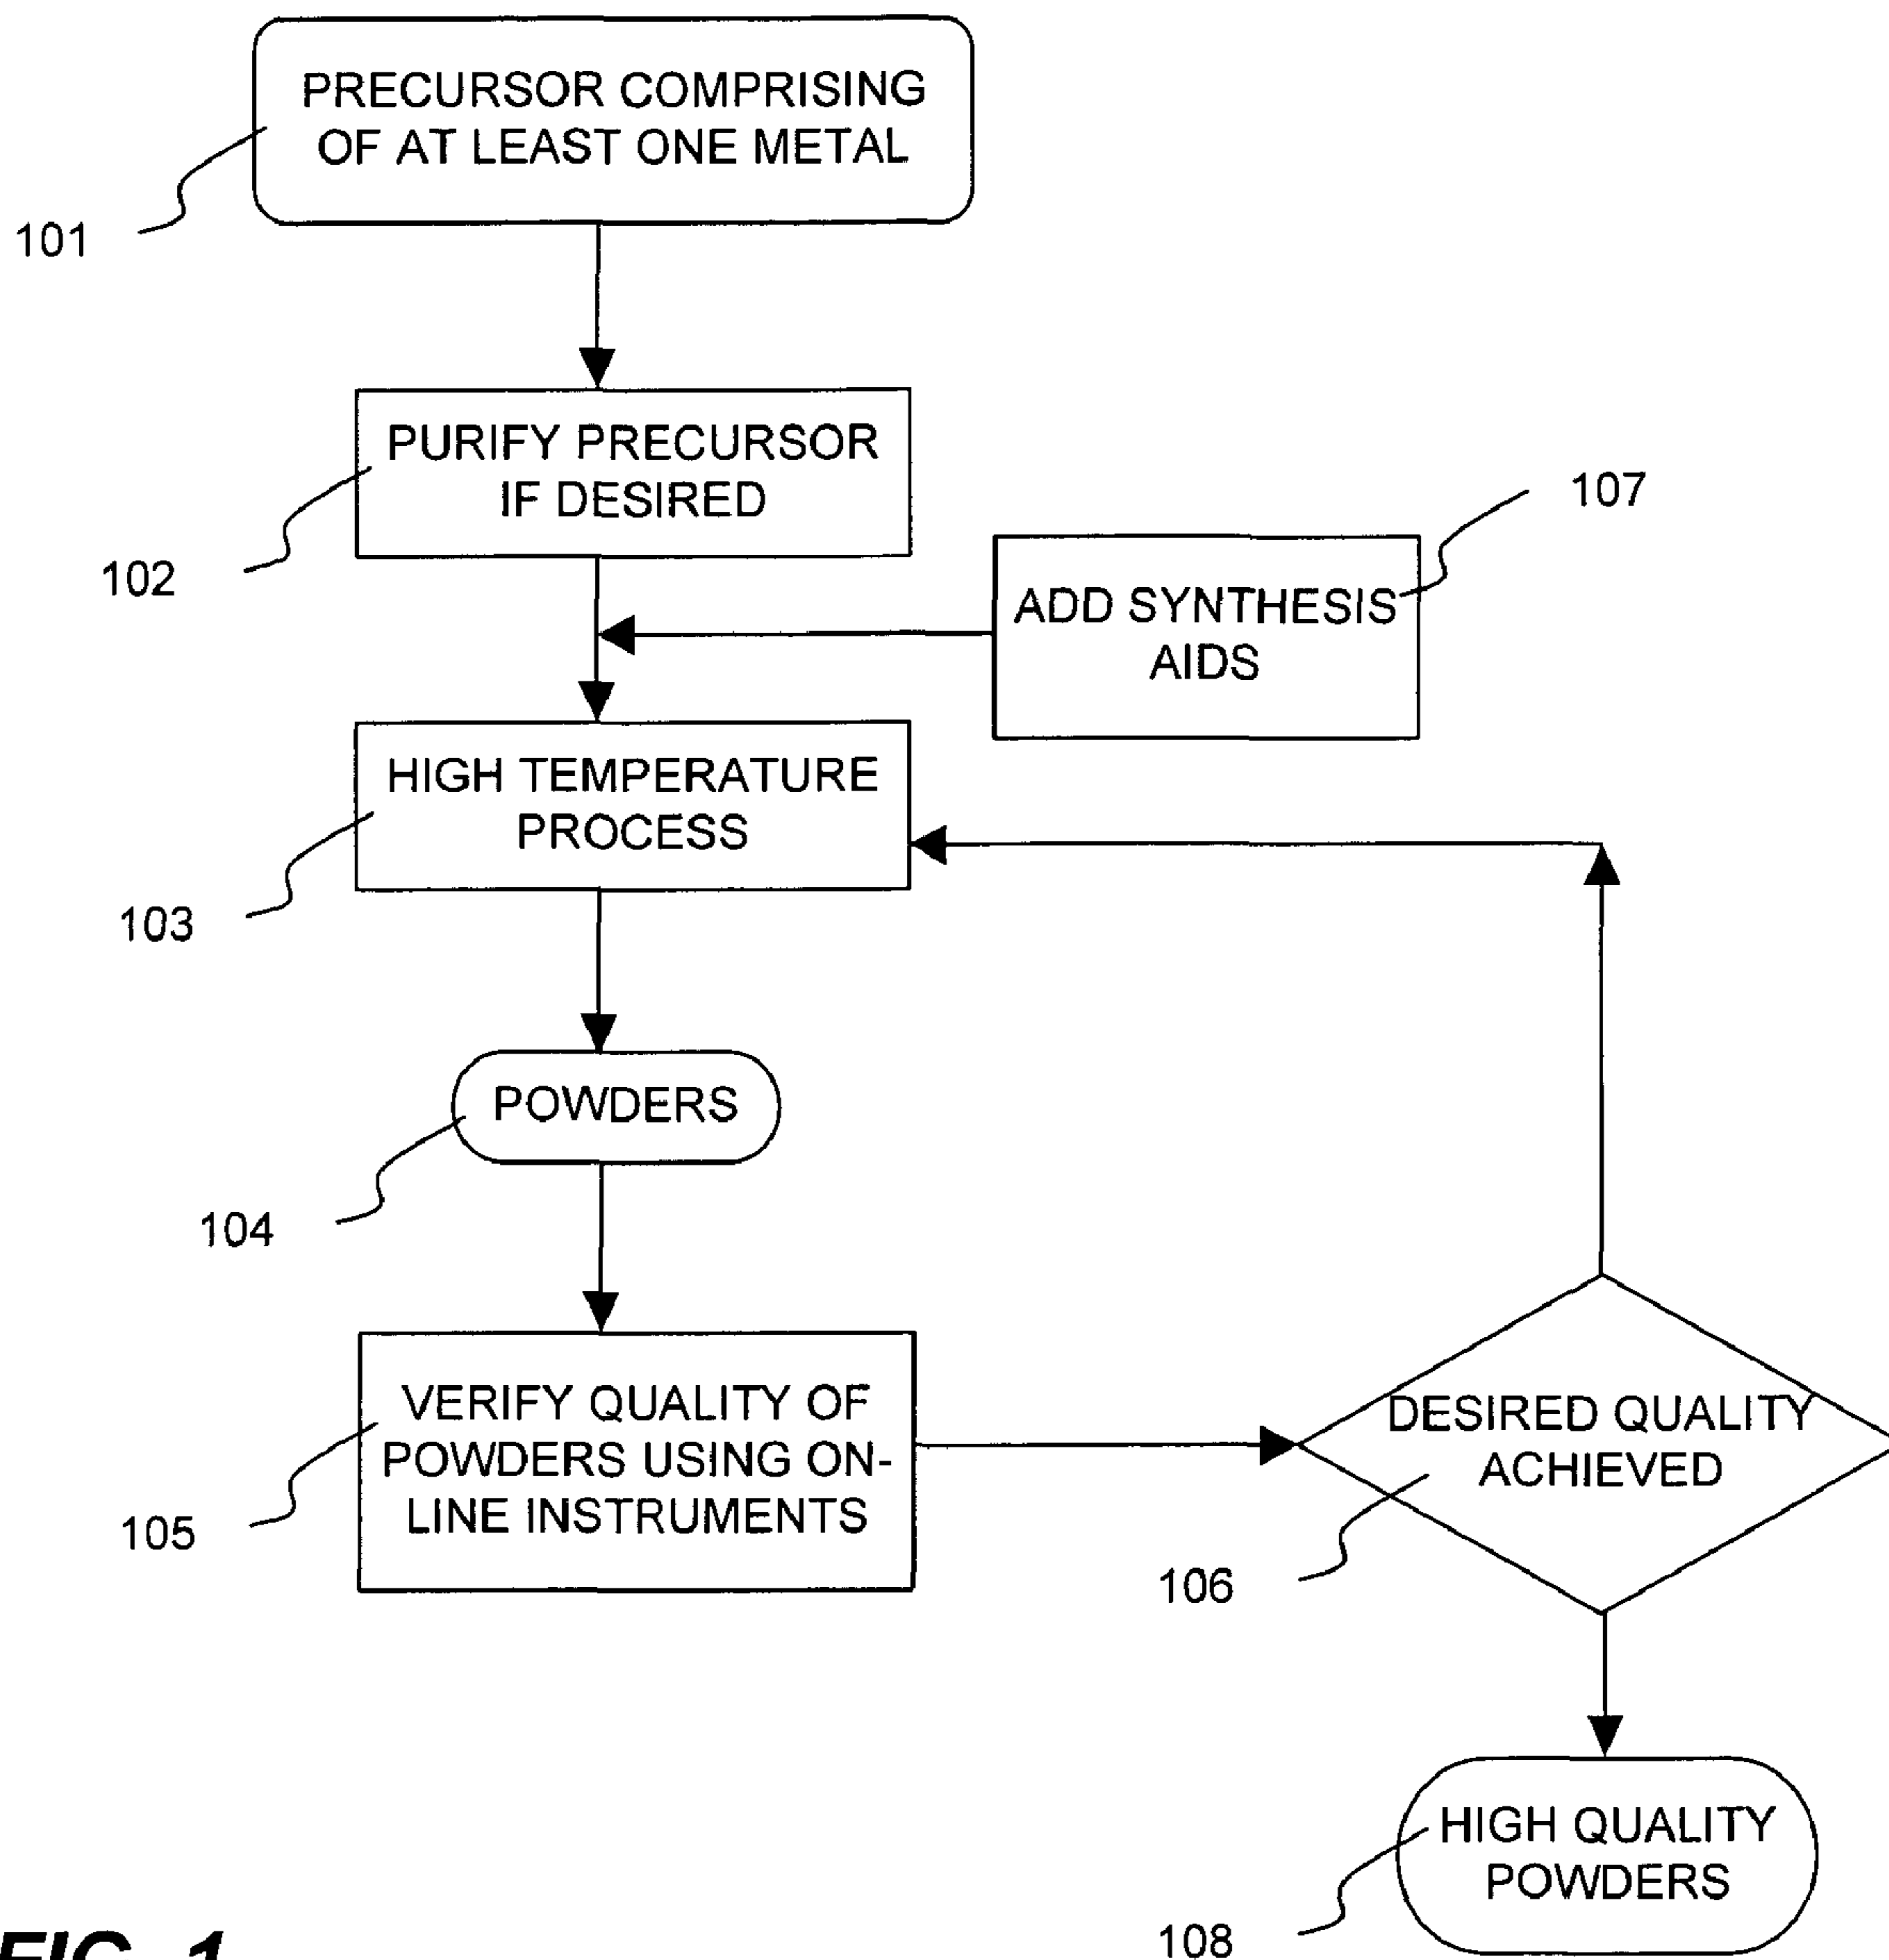 PRECURSOR COMPRISING
OF AT LEAST ONE METAL
101
PURIFY PRECURSOR
IF DESIRED
102
107
ADD SYNTHESIS
AIDS
HIGH TEMPERATURE
PROCESS
103
POWDERS
104
VERIFY QUALITY OF
POWDERS USING ON-
LINE INSTRUMENTS
105
DESIRED QUALITY
ACHIEVED
106
HIGH QUALITY
POWDERS
108
FIG. 1